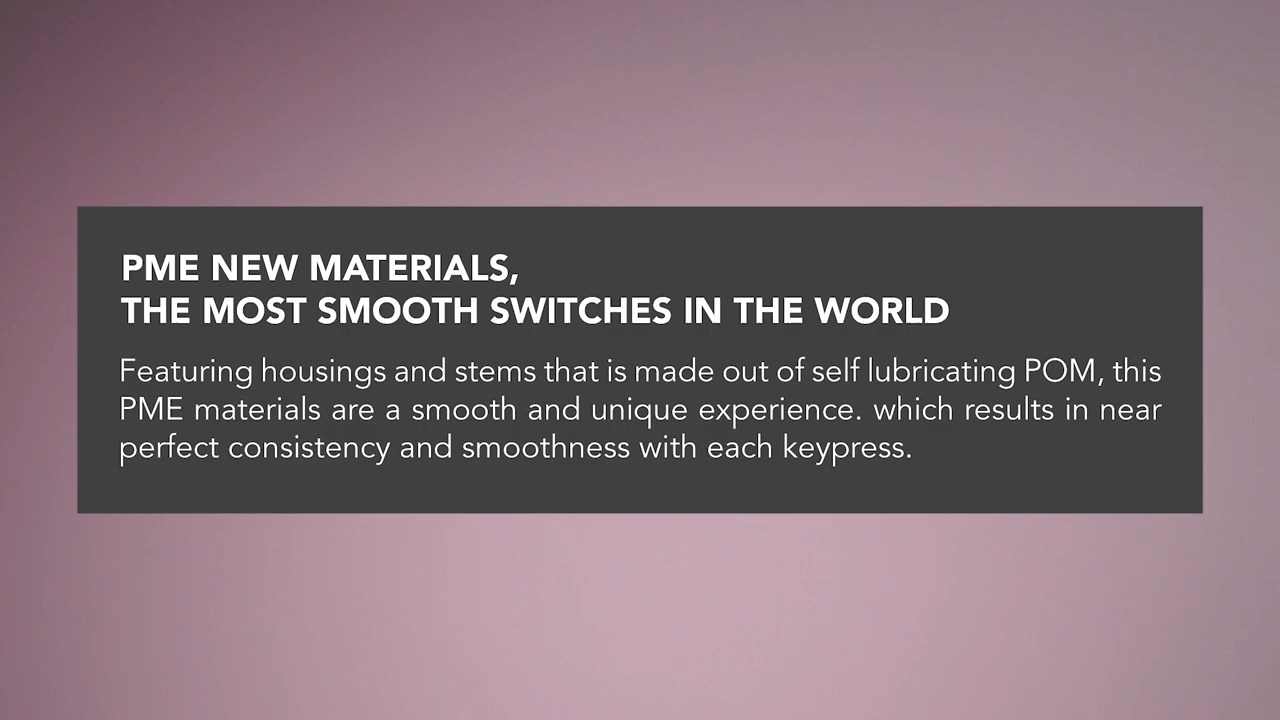 PME NEW MATERIALS,
THE MOST SMOOTH SWITCHES IN THE WORLD
Featuring housings and stems that is made out of self lubricating POM, this
PME materials are a smooth and unique experience. which results in near
perfect consistency and smoothness with each keypress.